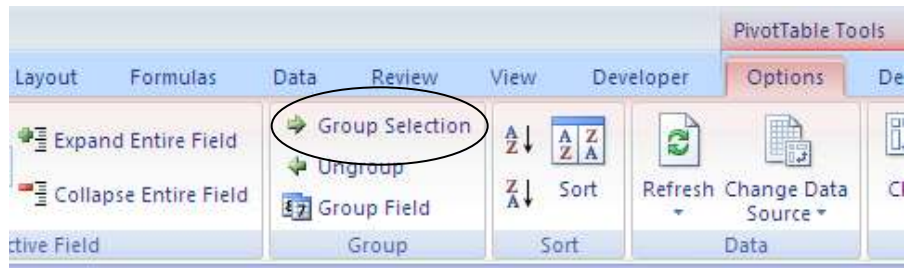 PivotTable Tools
Layout Formulas Data Review View Developer Options De
Expand Entire Field
Collapse Entire Field
ctive Field
Group Selection
Ungroup
Group Field
Group
Sort
Sort
Refresh Change Data
Source
Data